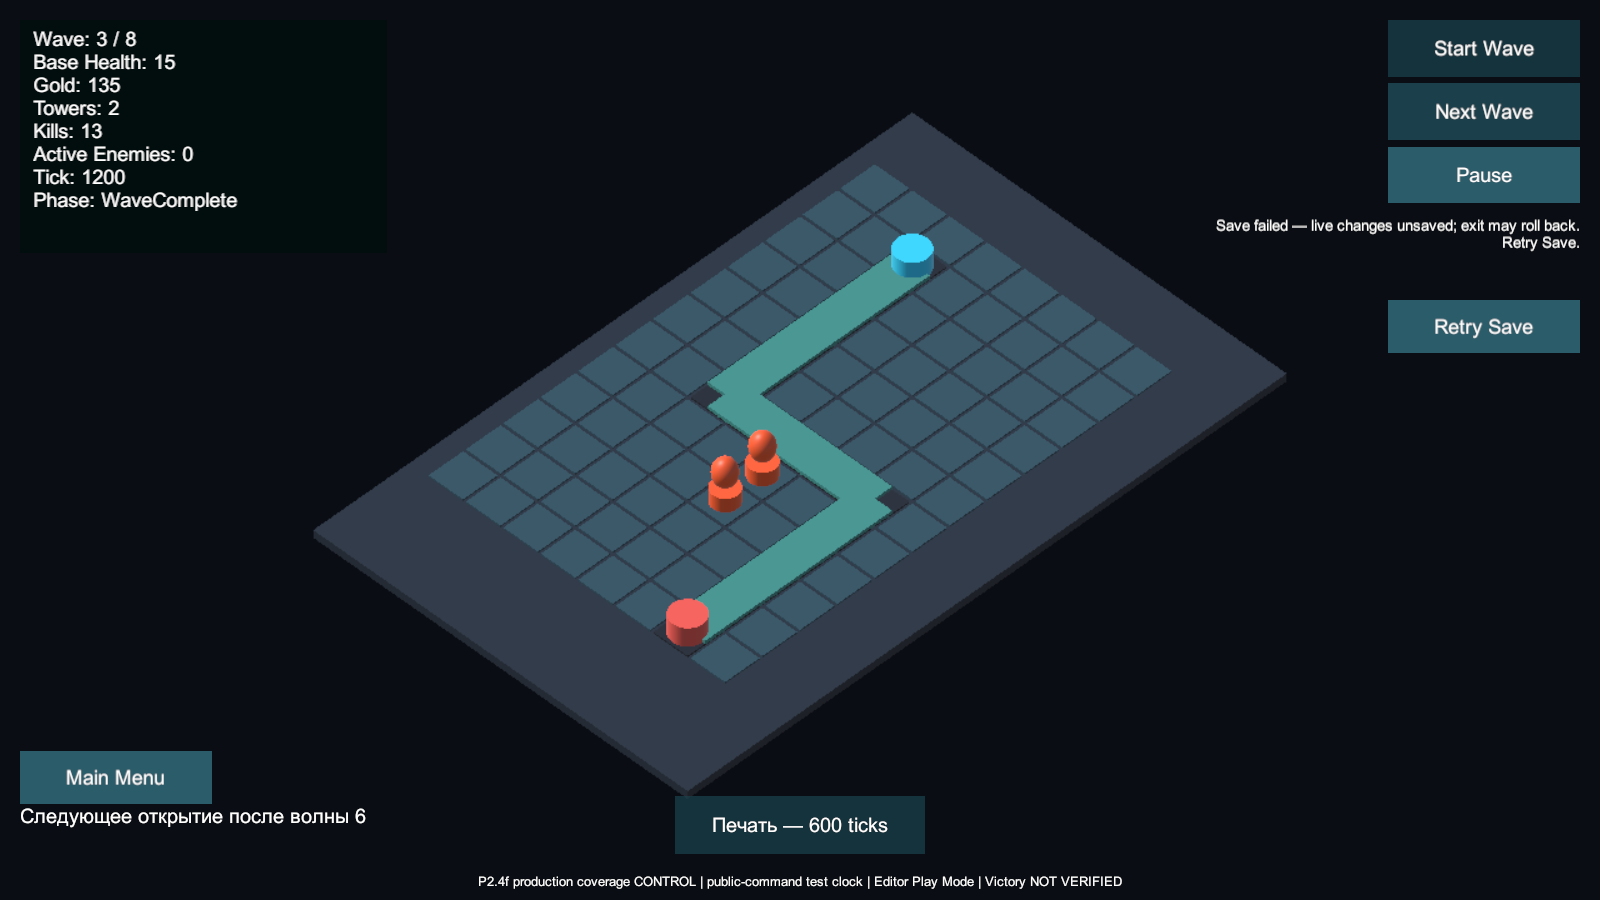 Wave: 3 / 8
Base Health: 15
Gold: 135
Towers: 2
Kills: 13
Active Enemies: 0
Tick: 1200
Phase: WaveComplete
Start Wave
Next Wave
Pause
Save failed — live changes unsaved; exit may roll back.
Retry Save.
Retry Save
Main Menu
Следующее открытие после волны 6
Печать — 600 ticks
P2.4f production coverage CONTROL | public-command test clock | Editor Play Mode | Victory NOT VERIFIED